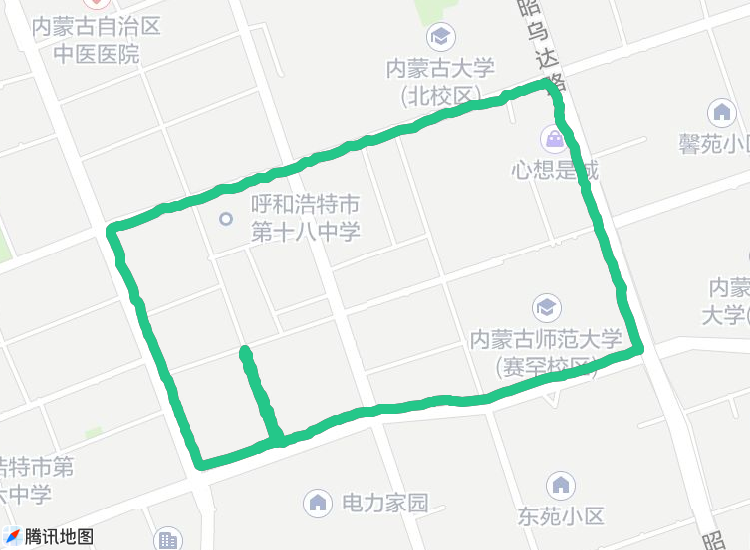 内蒙古自治区
中医医院
昭乌达路
内蒙古大学
(北校区)
心想是城
馨苑小区
呼和浩特市
第十八中学
内蒙
大学(
内蒙古师范大学
(赛罕校区)
浩特市第
六中学
电力家园
东苑小区
昭
腾讯地图